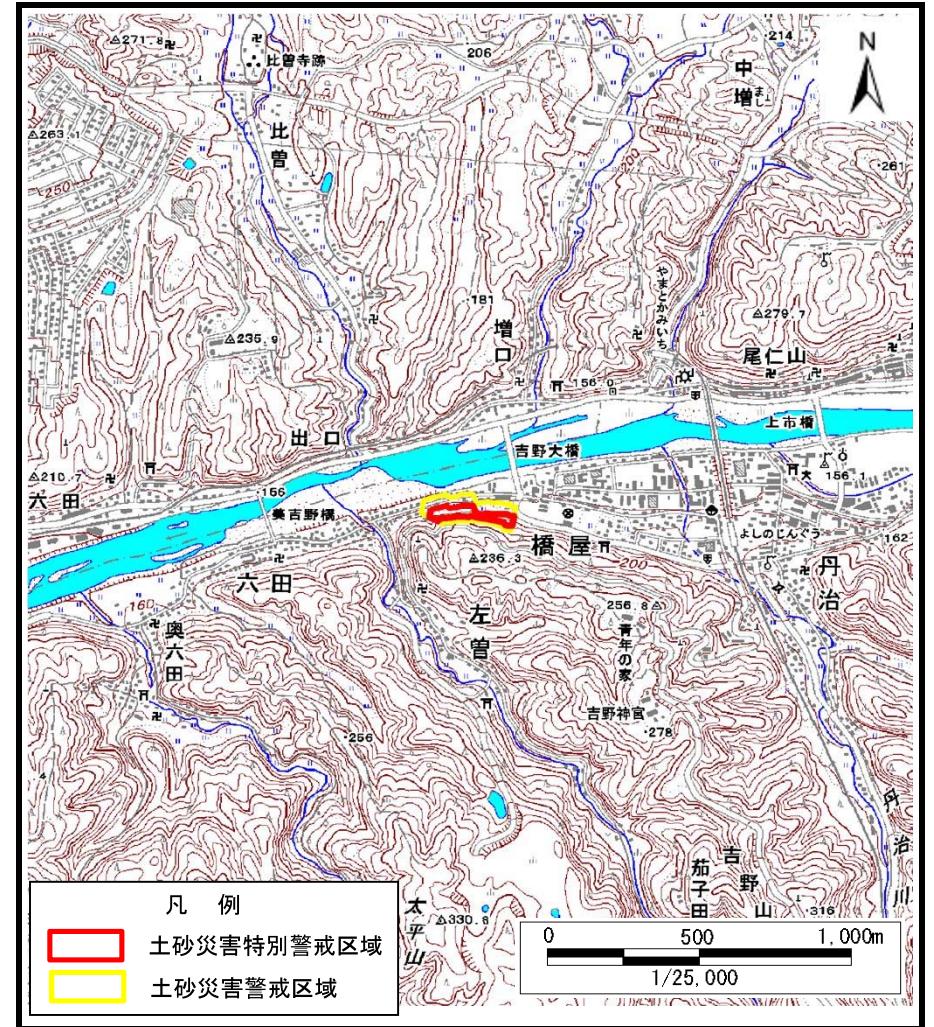 271.8
比曽寺跡
206
214
N
中増
まし
263.1
比曽
250
200
261
181
やまとかみいち
279.7
235.9
増口
尾仁山
156.0
出口
上市橋
吉野大橋
210.7
六田
156
美吉野橋
156.1
大
よしのじんぐう
162
橋屋
236.3
200
六田
丹治
160
左曽
256.8
青年の家
奥六田
吉野神宮
278
256
4
丹治川
吉野山
茄子田
316
太平山
330.8
凡 例
土砂災害特別警戒区域
土砂災害警戒区域
0 500 1,000m
1/25,000